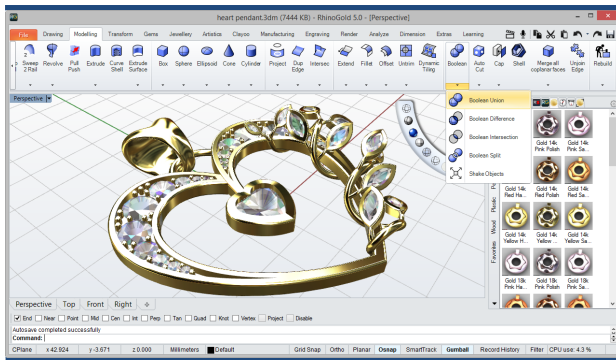 heart pendant.3dm (7444 KB) - RhinoGold 5.0 - [Perspective]
File Drawing Modelling Transform Gems Jewellery Artistics Clayoo Manufacturing Engraving Render Analyze Dimension Extras Learning
Sweep 2 Rail Revolve Pull Push Extrude Curve Shell Extrude Surface Box Sphere Ellipsoid Cone Cylinder Project Dup Edge Intersec Extend Fillet Offset Untrim Dynamic Tiling Boolean Auto Cut Cap Shell Merge all coplanar faces Unjoin Edge Rebuild
Perspective
Boolean Union
Boolean Difference
Boolean Intersection
Boolean Split
Shake Objects
Gold 14k Pink Polish
Gold 14k Pink Sa...
Gold 14k Red Ha...
Gold 14k Red Polish
Gold 14k Red Sa...
Gold 14k Yellow H...
Gold 14k Yellow ...
Gold 14k Yellow Sa...
Gold 18k Pink Ha...
Gold 18k Pink Polish
Gold 18k Pink Sa...
Plastic
Wood
Favorites
Perspective Top Front Right
End Near Point Mid Cen Int Perp Tan Quad Knot Vertex Project Disable
Autosave completed successfully
Command:
CPlane x 42.924 y -3.671 z 0.000 Millimeters Default Grid Snap Ortho Planar Osnap SmartTrack Gumball Record History Filter CPU use: 4.3 %